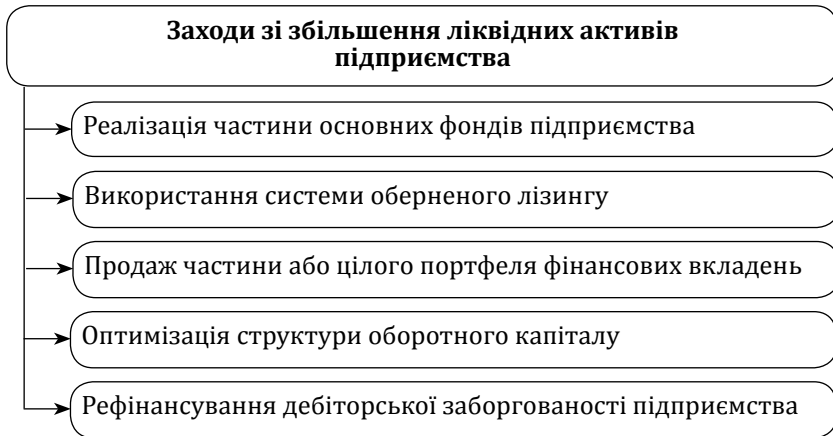 Заходи зі збільшення ліквідних активів
підприємства
Реалізація частини основних фондів підприємства
Використання системи оберненого лізингу
Продаж частини або цілого портфеля фінансових вкладень
Оптимізація структури оборотного капіталу
Рефінансування дебіторської заборгованості підприємства